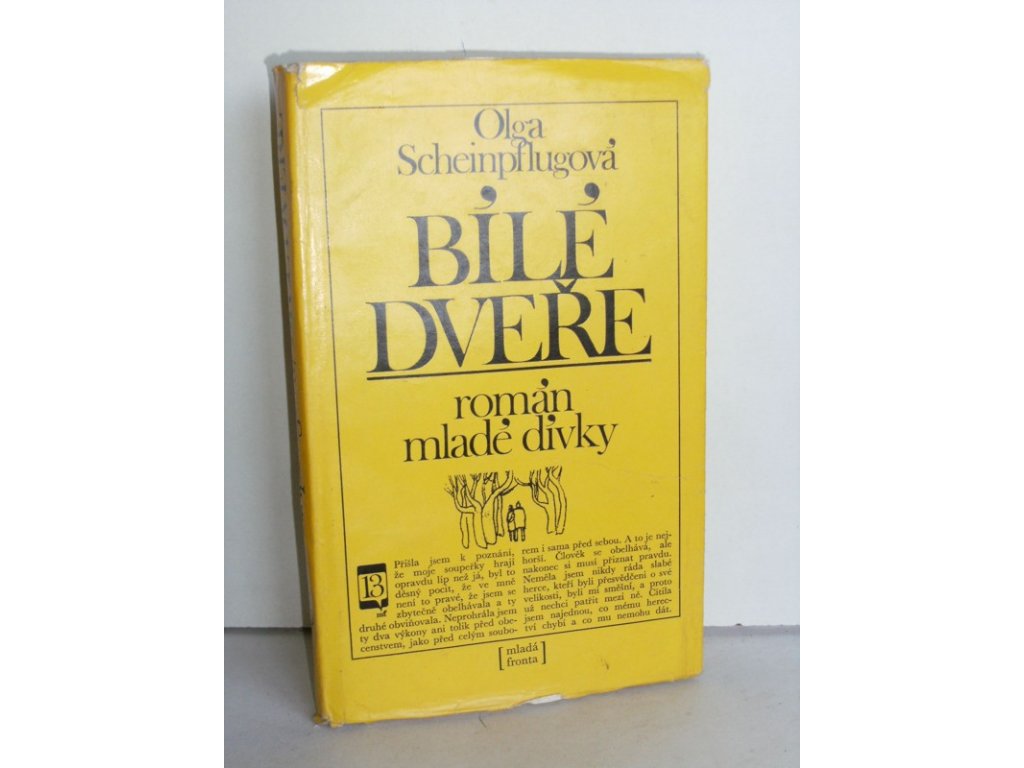 Olga
Scheinpflugová
BÍLÉ
DVEŘE
román
mladé dívky
13
mf
Přišla jsem k poznání,
že moje soupeřky hrají
opravdu líp než já, byl to
děsný pocit, že ve mně
není to pravé, že jsem se
zbytečně obelhávala a ty
druhé obviňovala. Neprohrála jsem
ty dva výkony ani tolik před obe-
censtvem, jako před celým soubo-
rem i sama před sebou. A to je nej-
horší. Člověk se obelhává, ale
nakonec si musí přiznat pravdu.
Neměla jsem nikdy ráda slabé
herce, kteří byli přesvědčeni o své
velikosti, byli mi směšní, a proto
už nechci patřit mezi ně. Cítila
jsem najednou, co mému herec-
tví chybí a co mu nemohu dát.
[mladá
fronta]